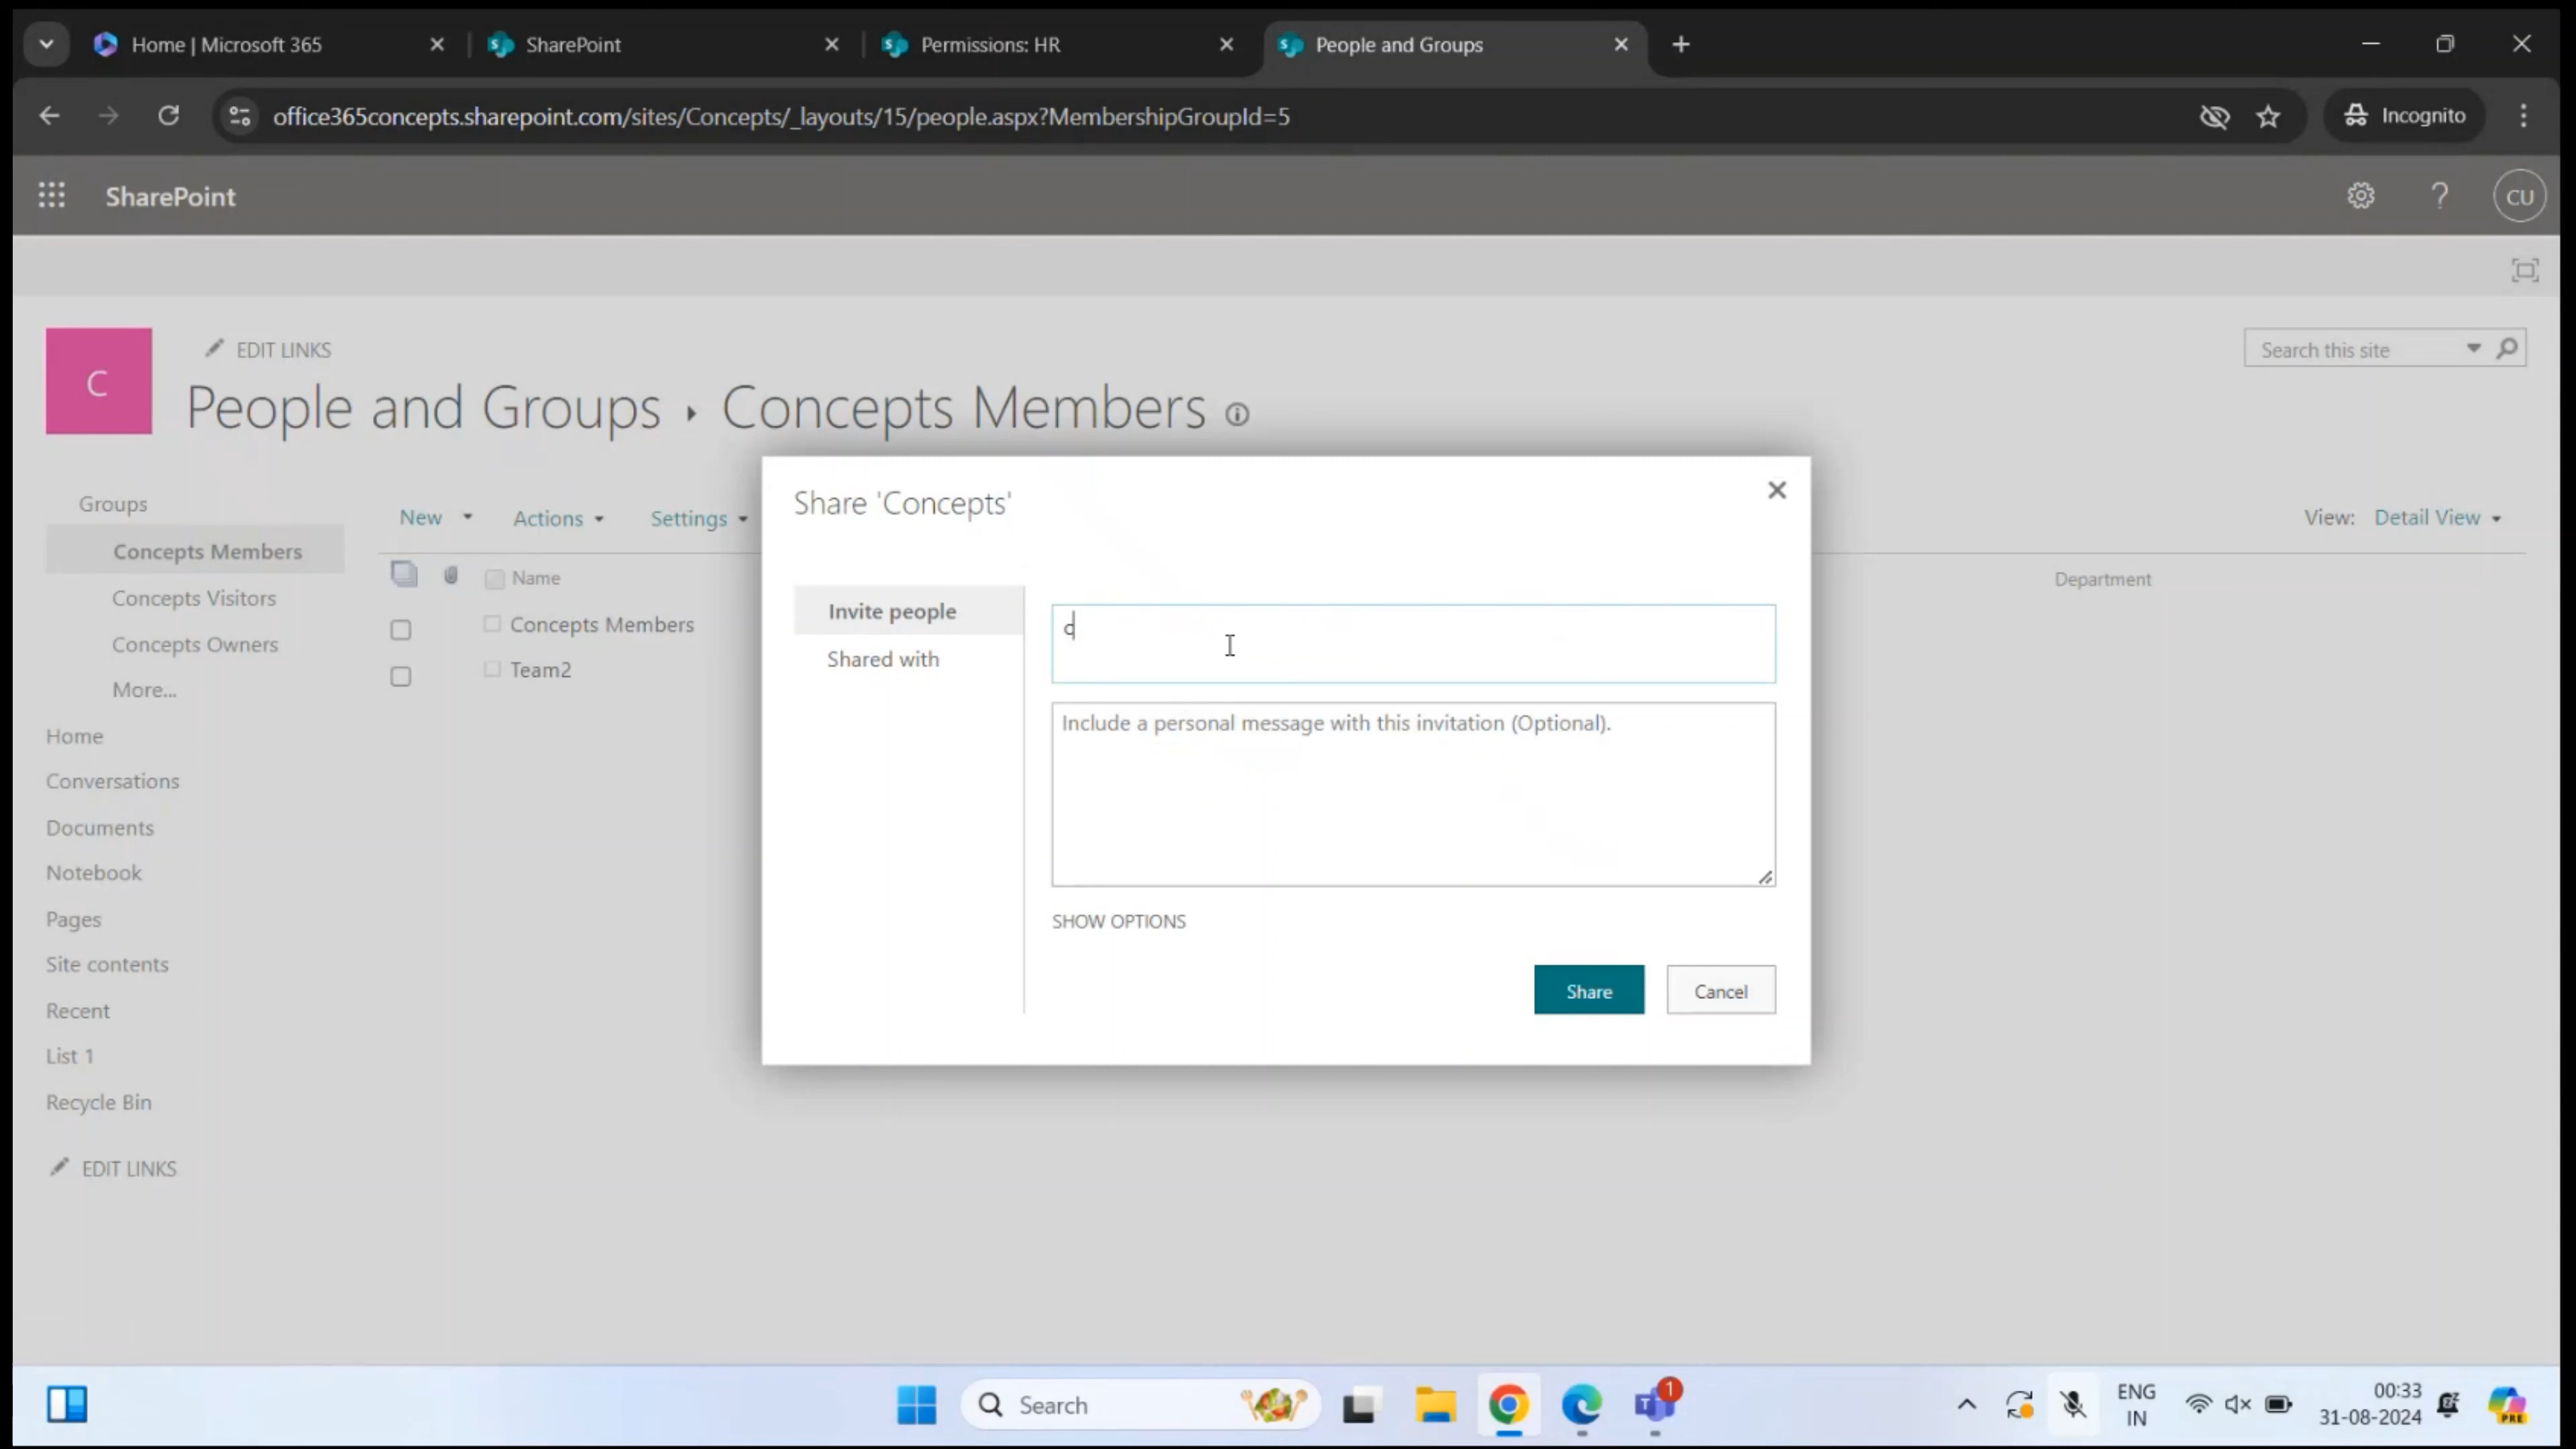 Home | Microsoft 365
SharePoint
Permissions: HR
People and Groups
office365concepts.sharepoint.com/sites/Concepts/_layouts/15/people.aspx?MembershipGroupId=5
Incognito
SharePoint
?
CU
C
EDIT LINKS
Search this site
People and Groups
Concepts Members
Groups
Concepts Members
Concepts Visitors
Concepts Owners
More...
Home
Conversations
Documents
Notebook
Pages
Site contents
Recent
List 1
Recycle Bin
EDIT LINKS
New
Actions
Settings
View: Detail View
Name
Department
Concepts Members
Team2
Share 'Concepts'
Invite people
Shared with
c
Include a personal message with this invitation (Optional).
SHOW OPTIONS
Share
Cancel
Search
1
ENG
IN
00:33
31-08-2024
PRE